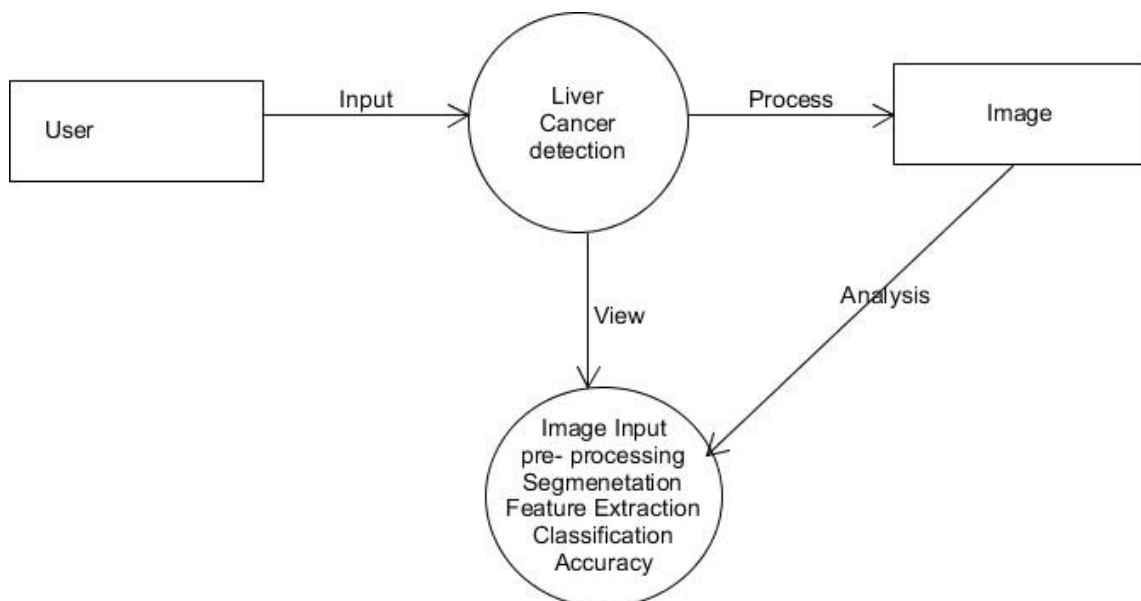 User
Input
Liver
Cancer
detection
Process
Image
View
Analysis
Image Input
pre- processing
Segmenetation
Feature Extraction
Classification
Accuracy